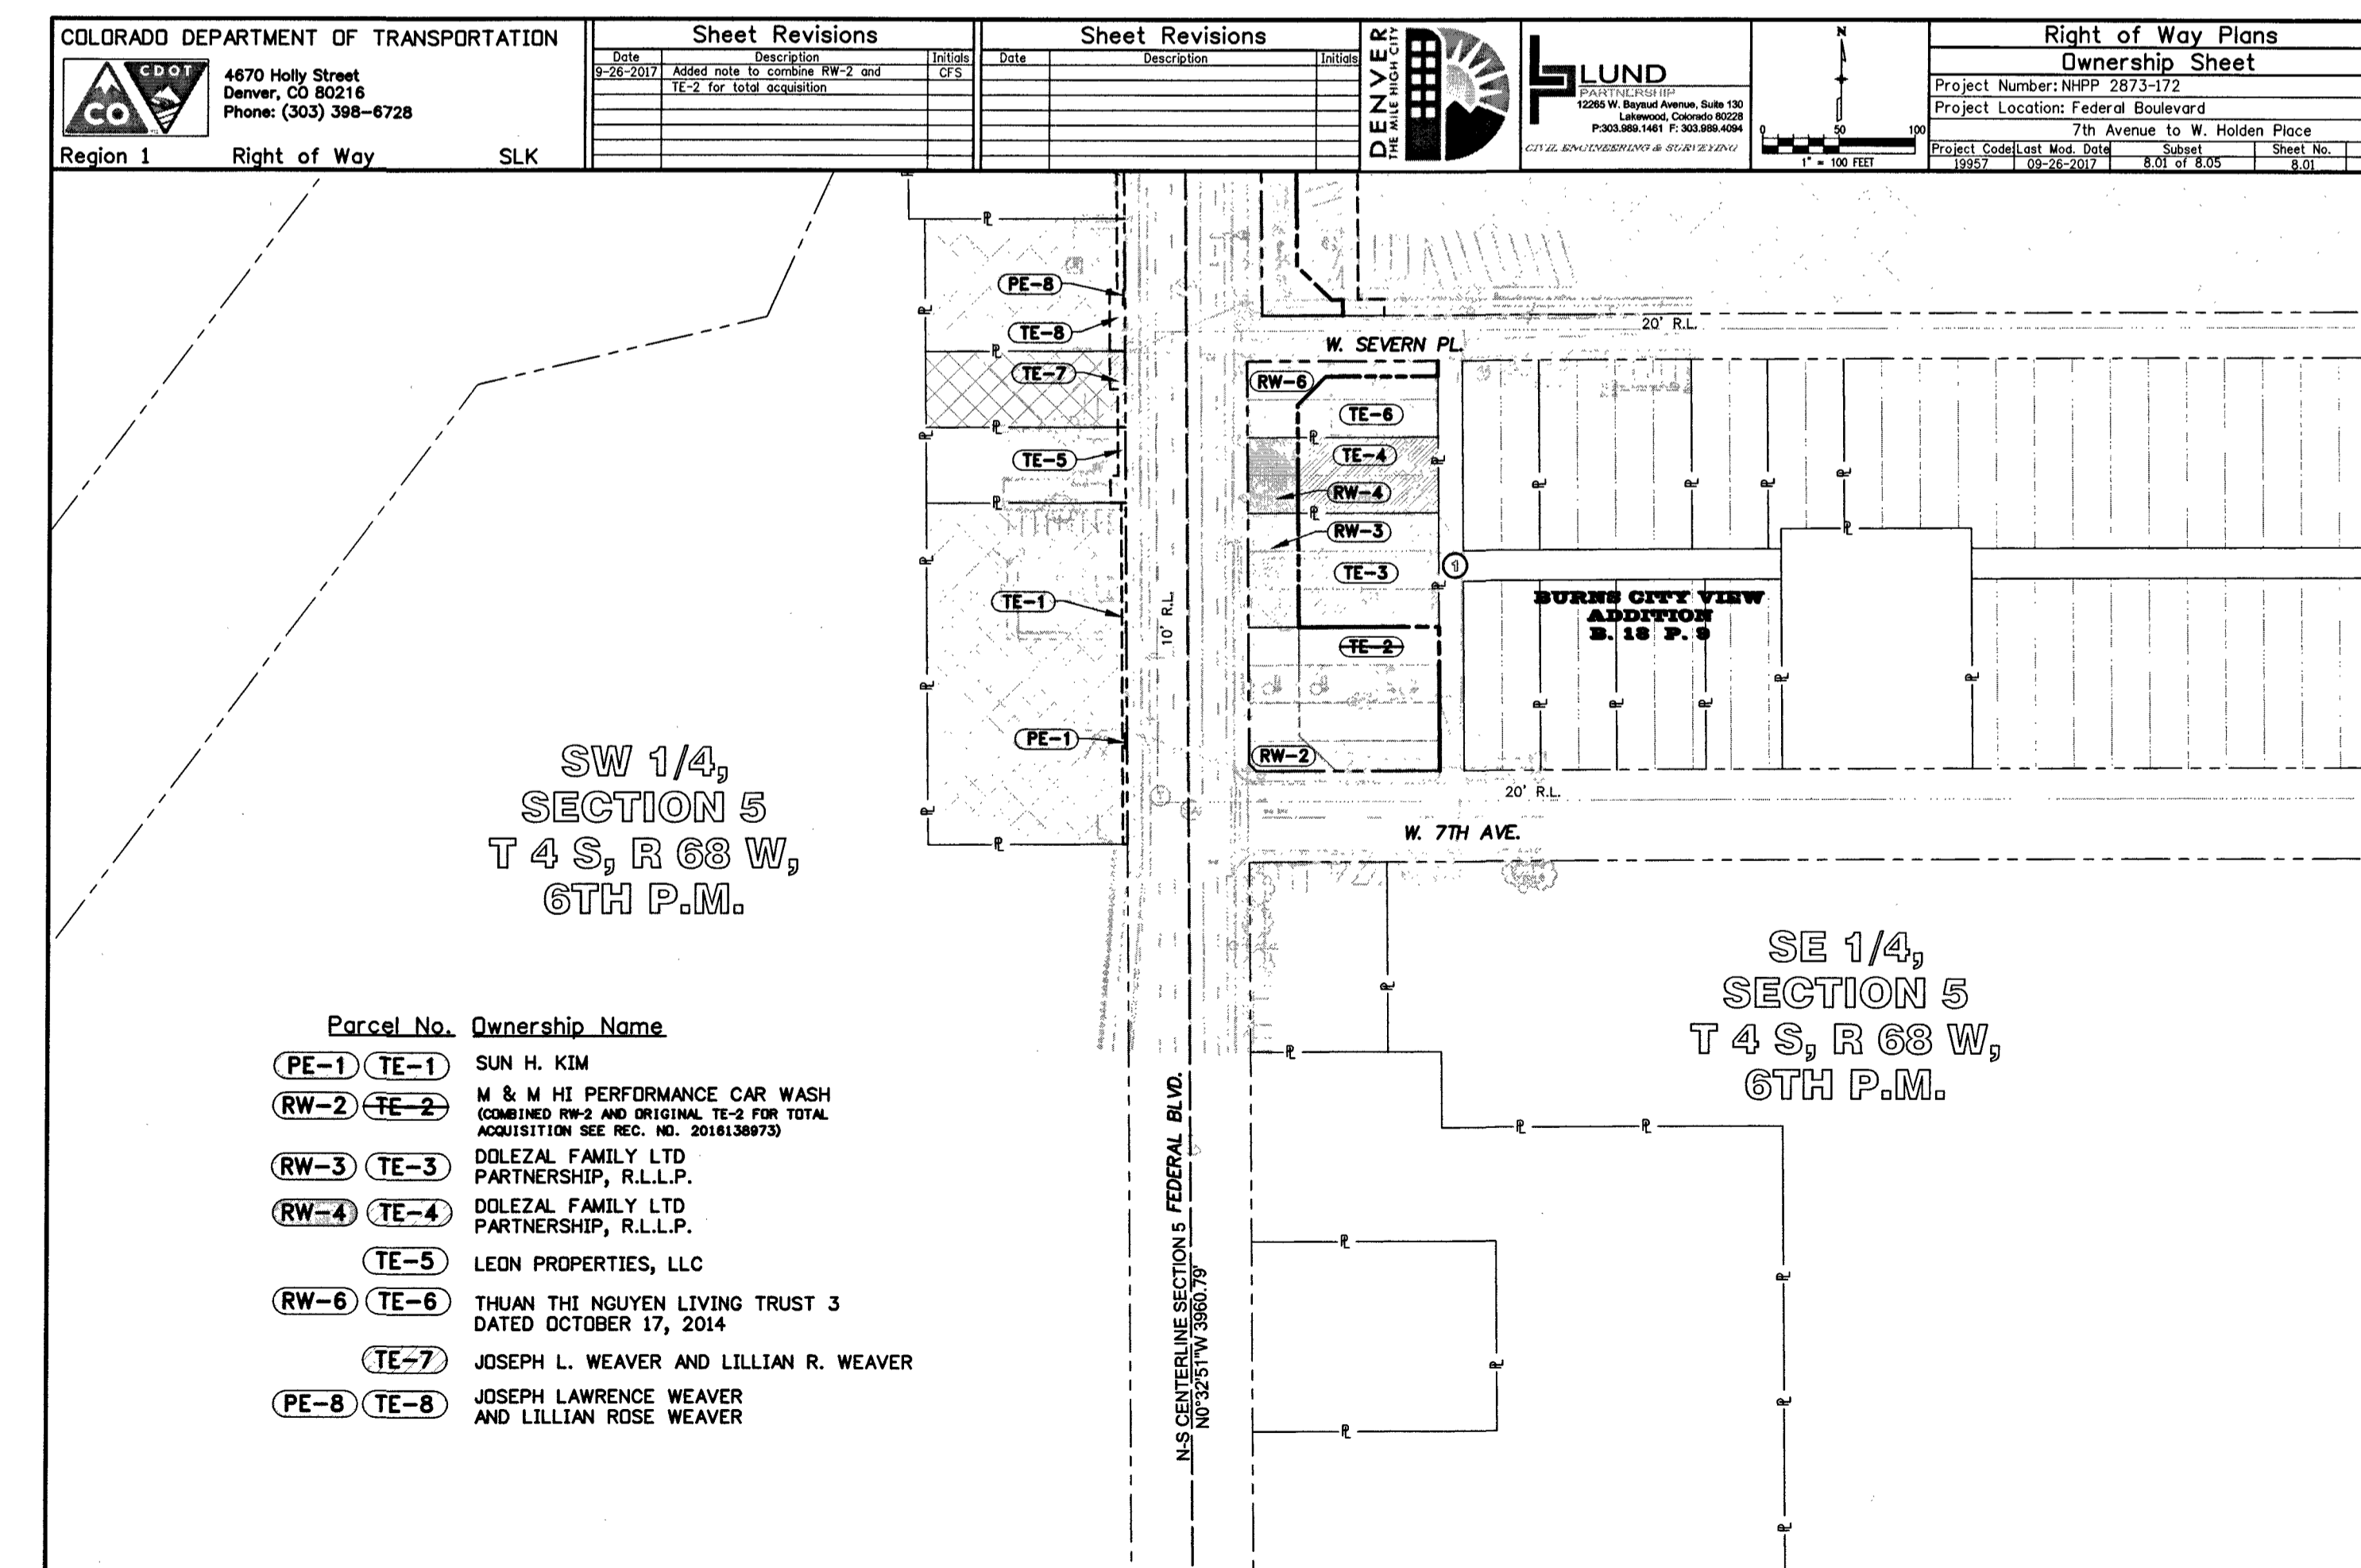 COLORADO DEPARTMENT OF TRANSPORTATION
CDOT
CO
4670 Holly Street
Denver, CO 80216
Phone: (303) 398-6728
Region 1 Right of Way SLK
Sheet Revisions
Date Description Initials
9-26-2017 Added note to combine RW-2 and CFS
TE-2 for total acquisition
Sheet Revisions
Date Description Initials
DENVER
THE MILE HIGH CITY
LUND
PARTNERSHIP
12265 W. Bayaud Avenue, Suite 130
Lakewood, Colorado 80228
P:303.989.1461 F: 303.989.4094
CIVIL ENGINEERING & SURVEYING
N
0 50 100
1" = 100 FEET
Right of Way Plans
Ownership Sheet
Project Number: NHPP 2873-172
Project Location: Federal Boulevard
7th Avenue to W. Holden Place
Project Code Last Mod. Date Subset Sheet No.
19957 09-26-2017 8.01 of 8.05 8.01
PE-8
TE-8
TE-7
TE-5
TE-1
PE-1
10' R.L.
20' R.L.
W. SEVERN PL.
RW-6
TE-6
TE-4
RW-4
RW-3
TE-3
TE-2
RW-2
1
BURNS CITY VIEW
ADDITION
B. 18 P. 9
20' R.L.
W. 7TH AVE.
SW 1/4,
SECTION 5
T 4 S, R 68 W,
6TH P.M.
SE 1/4,
SECTION 5
T 4 S, R 68 W,
6TH P.M.
N-S CENTERLINE SECTION 5 FEDERAL BLVD.
N0°32'51"W 3960.79'
Parcel No. Ownership Name
PE-1 TE-1 SUN H. KIM
RW-2 TE-2 M & M HI PERFORMANCE CAR WASH
(COMBINED RW-2 AND ORIGINAL TE-2 FOR TOTAL
ACQUISITION SEE REC. NO. 2016138973)
RW-3 TE-3 DOLEZAL FAMILY LTD
PARTNERSHIP, R.L.L.P.
RW-4 TE-4 DOLEZAL FAMILY LTD
PARTNERSHIP, R.L.L.P.
TE-5 LEON PROPERTIES, LLC
RW-6 TE-6 THUAN THI NGUYEN LIVING TRUST 3
DATED OCTOBER 17, 2014
TE-7 JOSEPH L. WEAVER AND LILLIAN R. WEAVER
PE-8 TE-8 JOSEPH LAWRENCE WEAVER
AND LILLIAN ROSE WEAVER